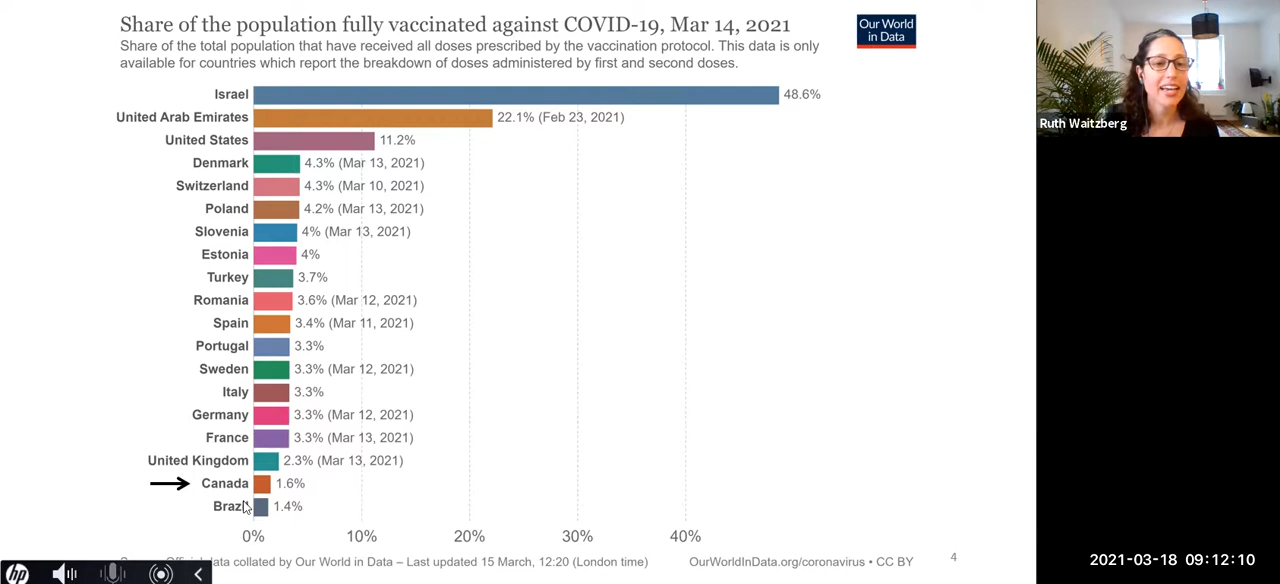 Share of the population fully vaccinated against COVID-19, Mar 14, 2021
Share of the total population that have received all doses prescribed by the vaccination protocol. This data is only
available for countries which report the breakdown of doses administered by first and second doses.
Our World
in Data
Ruth Waitzberg
Israel 48.6%
United Arab Emirates 22.1% (Feb 23, 2021)
United States 11.2%
Denmark 4.3% (Mar 13, 2021)
Switzerland 4.3% (Mar 10, 2021)
Poland 4.2% (Mar 13, 2021)
Slovenia 4% (Mar 13, 2021)
Estonia 4%
Turkey 3.7%
Romania 3.6% (Mar 12, 2021)
Spain 3.4% (Mar 11, 2021)
Portugal 3.3%
Sweden 3.3% (Mar 12, 2021)
Italy 3.3%
Germany 3.3% (Mar 12, 2021)
France 3.3% (Mar 13, 2021)
United Kingdom 2.3% (Mar 13, 2021)
Canada 1.6%
Brazil 1.4%
0% 10% 20% 30% 40%
data collated by Our World in Data – Last updated 15 March, 12:20 (London time) OurWorldInData.org/coronavirus • CC BY 4
hp
2021-03-18 09:12:10